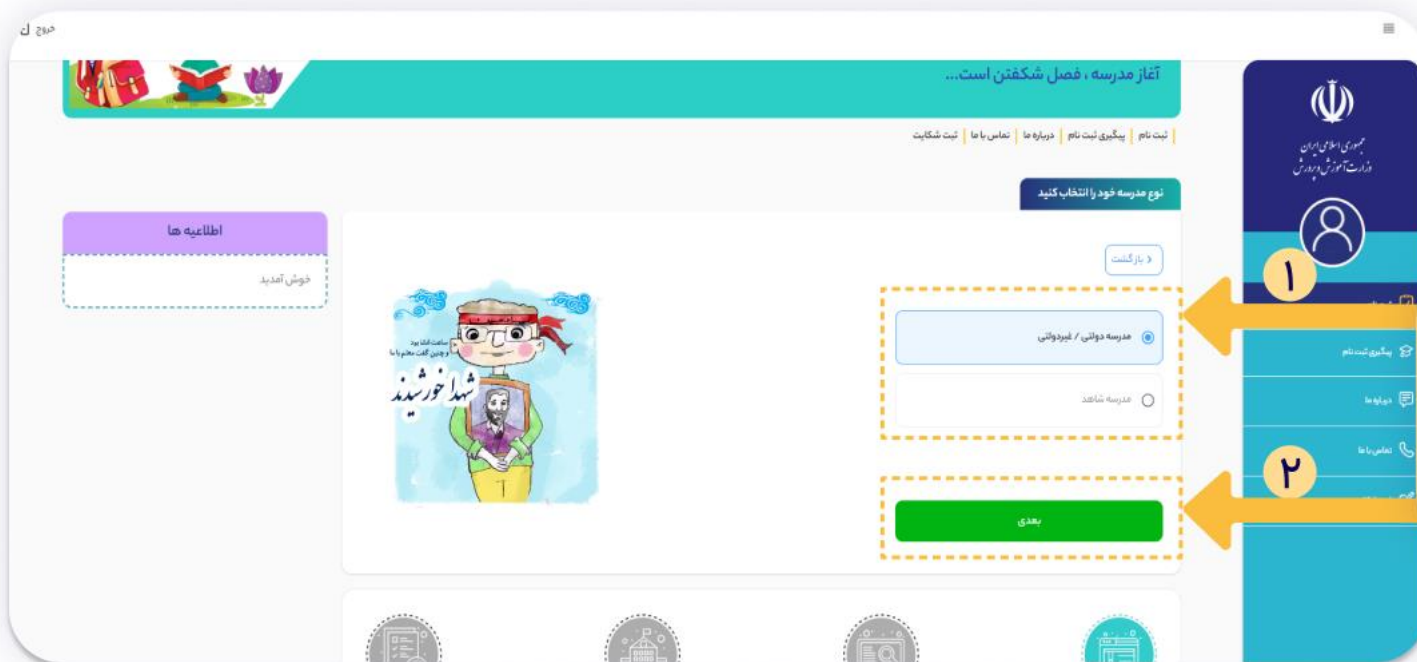 خروج
آغاز مدرسه ، فصل شکفتن است...
جمهوری اسلامی ایران
وزارت آموزش و پرورش
ثبت نام | پیگیری ثبت نام | درباره ما | تماس با ما | ثبت شکایت
نوع مدرسه خود را انتخاب کنید
اطلاعیه ها
خوش آمدید
< بازگشت
۱
مدرسه دولتی / غیردولتی
مدرسه شاهد
شهدا خورشیدند
پیگیری ثبت نام
درباره ما
تماس با ما
۲
بعدی